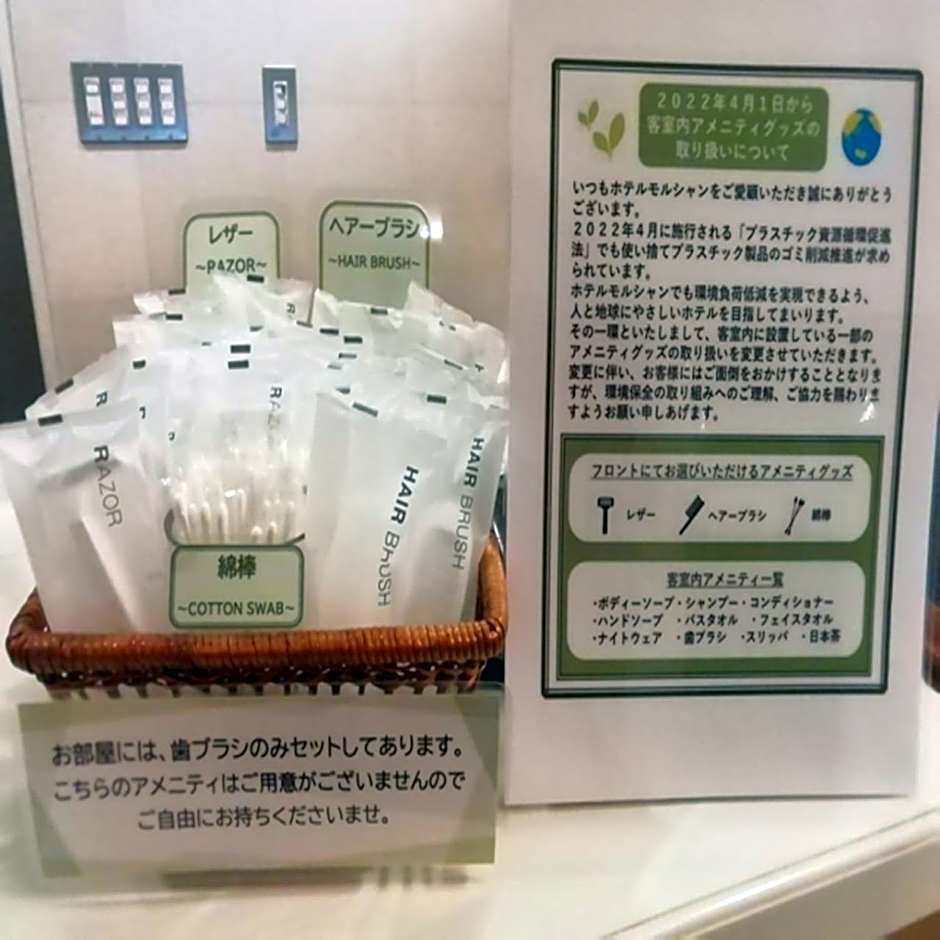 レザー
~RAZOR~
ヘアーブラシ
~HAIR BRUSH~
RAZOR
RAZ
HAIR BRUSH
HAIR BRUSH
綿棒
~COTTON SWAB~
お部屋には、歯ブラシのみセットしてあります。
こちらのアメニティはご用意がございませんので
ご自由にお持ちくださいませ。
2022年4月1日から
客室内アメニティグッズの
取り扱いについて
いつもホテルモルシャンをご愛顧いただき誠にありがとう
ございます。
2022年4月に施行される「プラスチック資源循環促進
法」でも使い捨てプラスチック製品のゴミ削減推進が求め
られています。
ホテルモルシャンでも環境負荷低減を実現できるよう、
人と地球にやさしいホテルを目指してまいります。
その一環といたしまして、客室内に設置している一部の
アメニティグッズの取り扱いを変更させていただきます。
変更に伴い、お客様にはご面倒をおかけすることとなりま
すが、環境保全の取り組みへのご理解、ご協力を賜わりま
すようお願い申しあげます。
フロントにてお選びいただけるアメニティグッズ
レザー ヘアーブラシ 綿棒
客室内アメニティ一覧
・ボディーソープ・シャンプー・コンディショナー
・ハンドソープ ・バスタオル ・フェイスタオル
・ナイトウェア ・歯ブラシ ・スリッパ ・日本茶